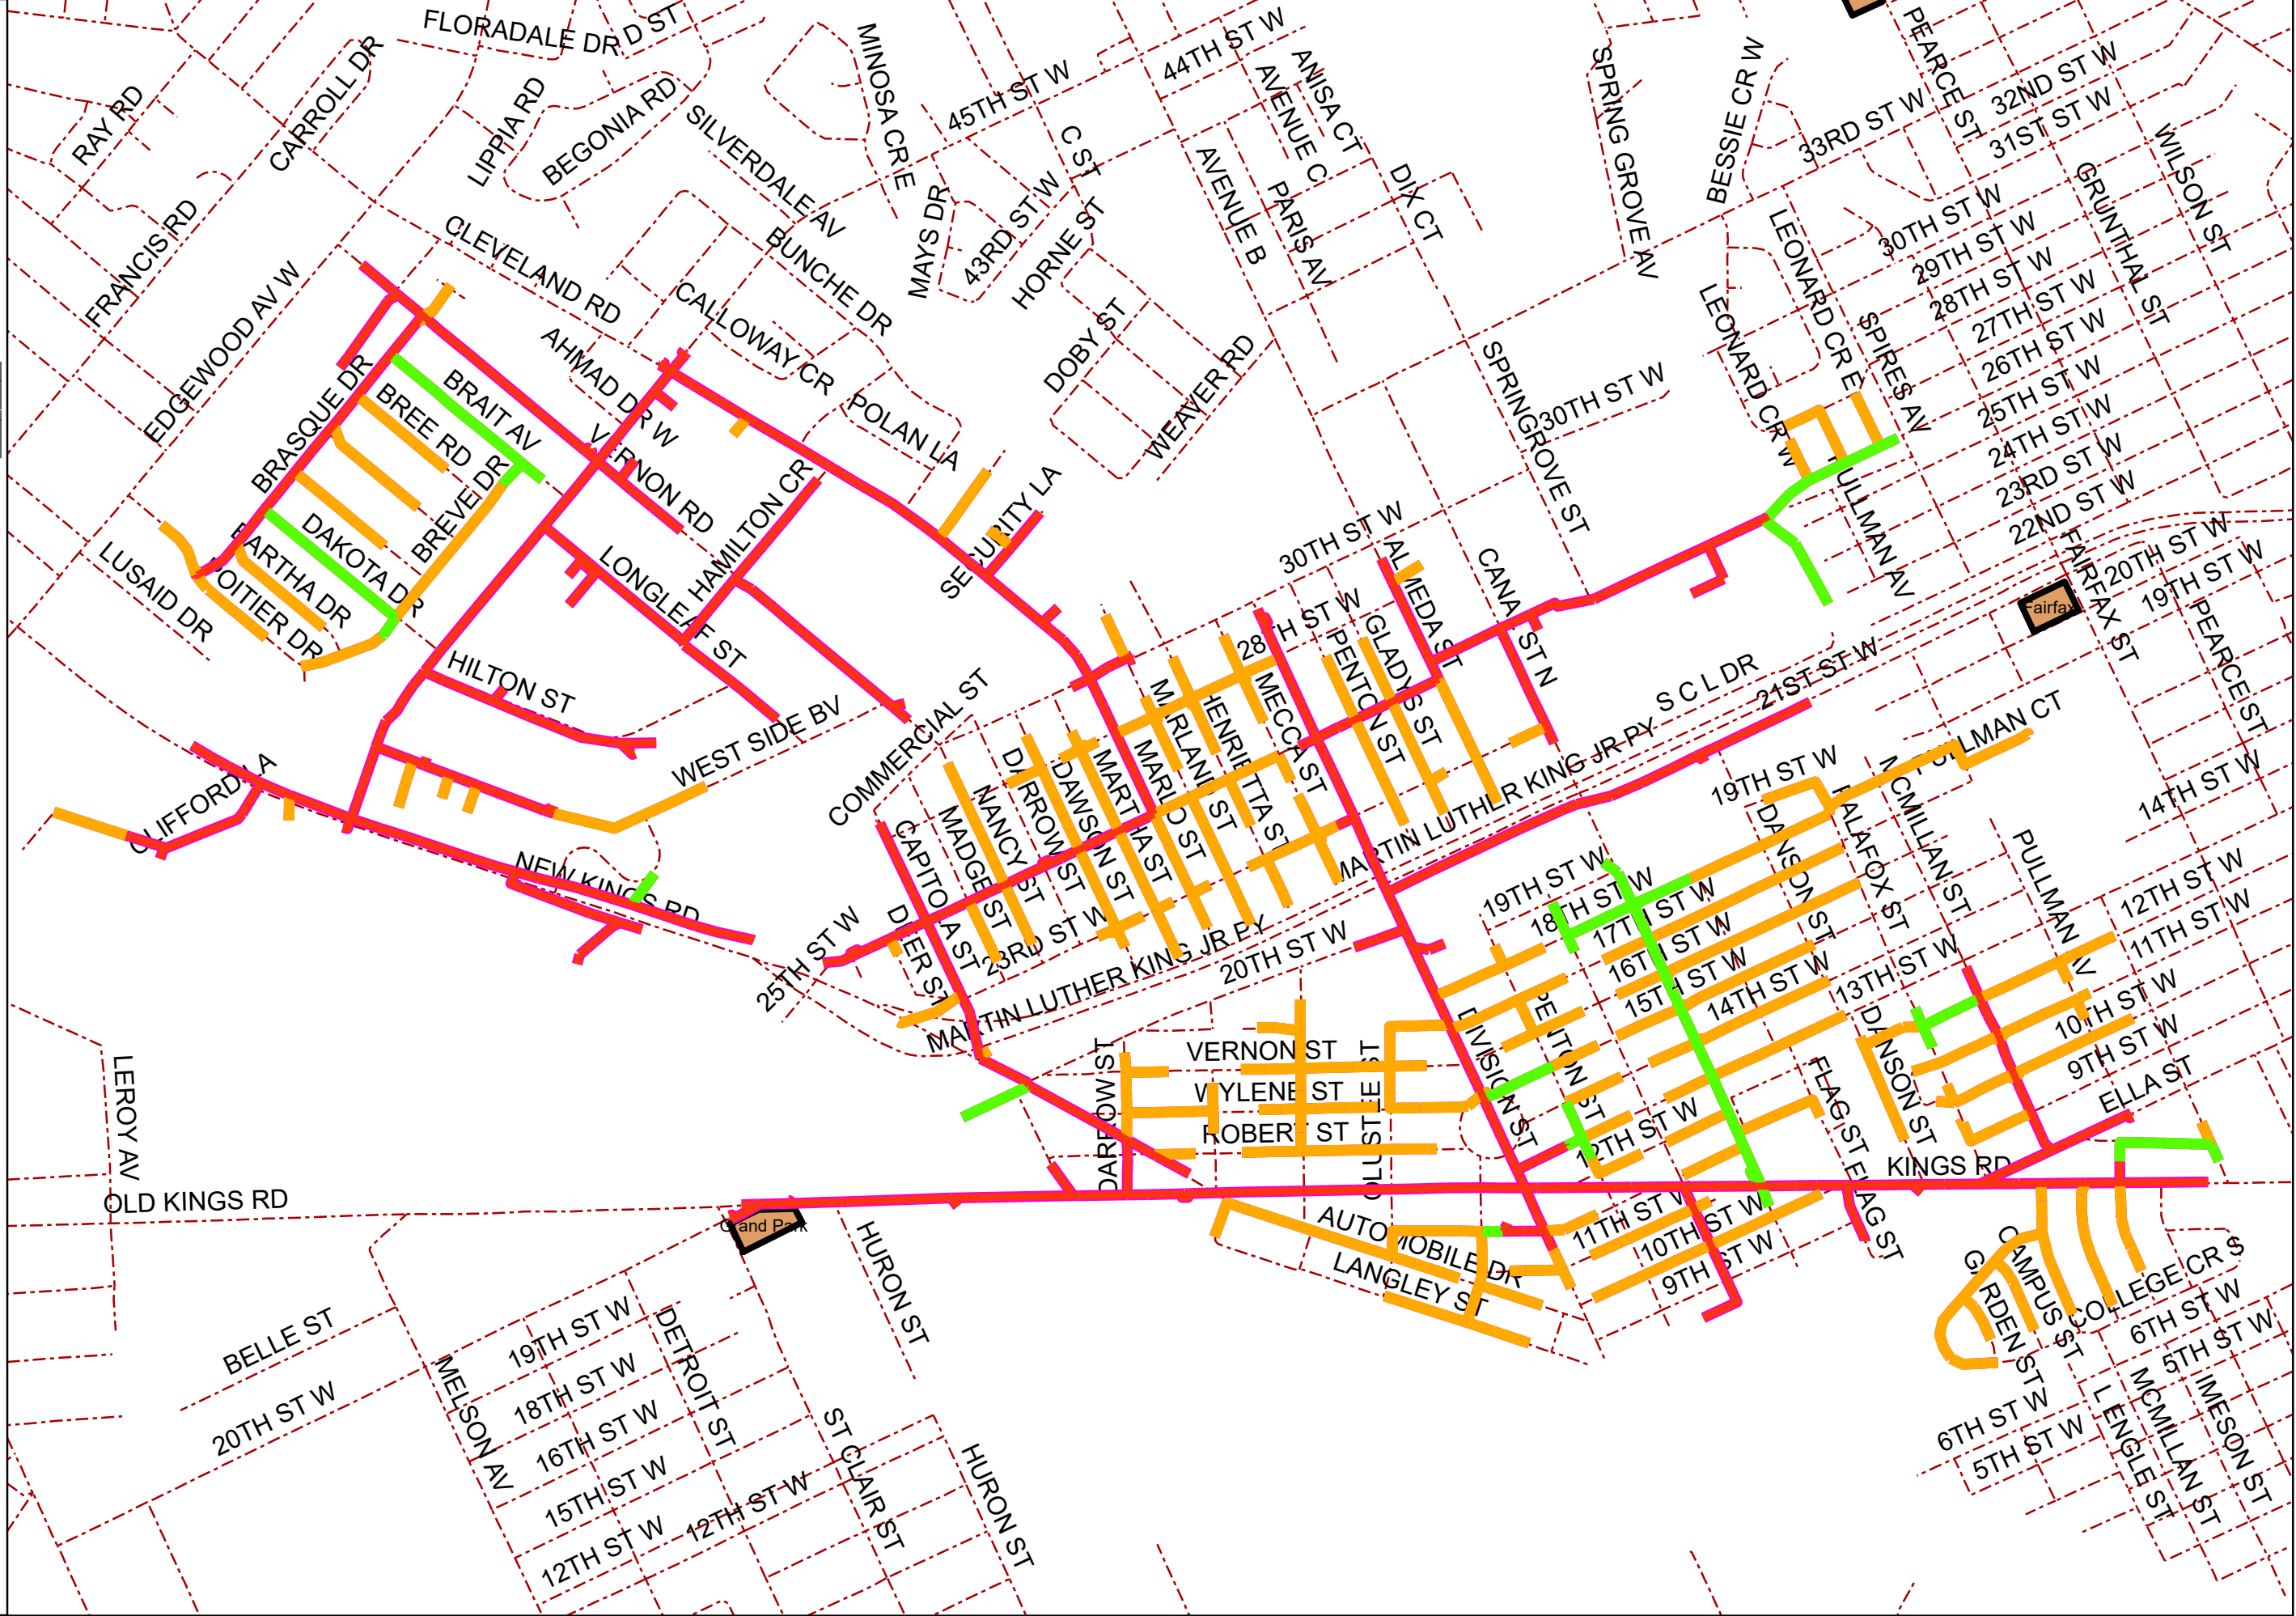 FLORADALE DR
D ST
MINOSA CR E
45TH ST W
44TH ST W
ANISA CT
AVENUE C
SPRING GROVE AV
BESSIE CR W
PEARCE ST
32ND ST W
33RD ST W
31ST ST W
WILSON ST
RAY RD
CARROLL DR
LIPPIA RD
BEGONIA RD
SILVERDALE AV
C ST
AVENUE B
PARIS AV
DIX CT
GRUNTHAL ST
FRANCIS RD
CLEVELAND RD
MAYS DR
43RD ST W
HORNE ST
BUNCHE DR
LEONARD CR E
30TH ST W
29TH ST W
28TH ST W
27TH ST W
26TH ST W
25TH ST W
24TH ST W
23RD ST W
22ND ST W
EDGEWOOD AV W
AHMAD DR W
CALLOWAY CR
POLAN LA
DOBY ST
WEAVER RD
SPRINGROVE ST
30TH ST W
LEONARD CR W
SPIRES AV
PULLMAN AV
BRASQUE DR
BRAIT AV
BREE RD
BREVE DR
DAKOTA DR
BARTHA DR
POITIER DR
LUSAID DR
VERNON RD
HAMILTON CR
LONGLEAF ST
SECURITY LA
30TH ST W
28TH ST W
ALMEDA ST
CANAL ST N
FAIRFAX ST
20TH ST W
19TH ST W
Fairfax
PEARCE ST
HILTON ST
WEST SIDE BV
COMMERCIAL ST
GLADYS ST
PENTON ST
MECCA ST
HENRIETTA ST
MARLAND ST
MARLO ST
MARTHA ST
DAWSON ST
DARROW ST
NANCY ST
MADGE ST
CAPITOLA ST
DYER ST
S C L DR
21ST ST W
MARTIN LUTHER KING JR PY
PULLMAN CT
14TH ST W
CLIFFORD LA
NEW KINGS RD
25TH ST W
23RD ST W
MARTIN LUTHER KING JR PY
20TH ST W
19TH ST W
19TH ST W
18TH ST W
17TH ST W
16TH ST W
15TH ST W
14TH ST W
13TH ST W
12TH ST W
DANSON ST
PALAFOX ST
MCMILLAN ST
PULLMAN AV
12TH ST W
11TH ST W
10TH ST W
9TH ST W
ELLA ST
DANSON ST
FLAG ST
LEROY AV
DARROW ST
VERNON ST
WYLENE ST
ROBERT ST
OLUSTEE ST
DIVISION ST
PENTON ST
OLD KINGS RD
KINGS RD
Grand Park
HURON ST
AUTOMOBILE DR
LANGLEY ST
11TH ST W
10TH ST W
9TH ST W
FLAG ST
GARDEN ST
CAMPUS ST
COLLEGE CR S
6TH ST W
5TH ST W
BELLE ST
20TH ST W
MELSON AV
19TH ST W
18TH ST W
16TH ST W
15TH ST W
12TH ST W
12TH ST W
DETROIT ST
ST CLAIR ST
HURON ST
6TH ST W
5TH ST W
L ENGLE ST
MCMILLAN ST
IMESON ST